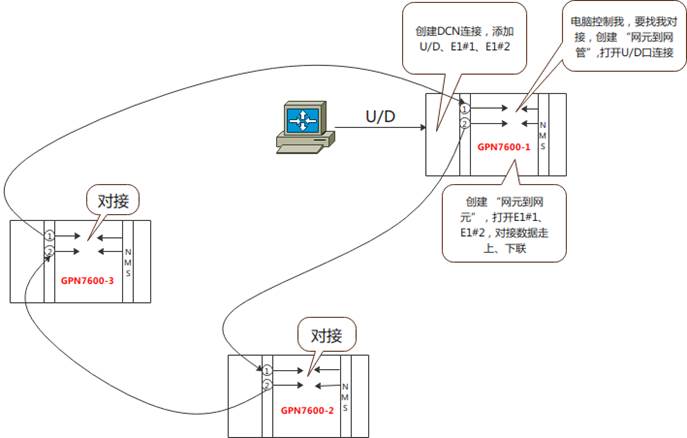 创建DCN连接，添加
U/D、E1#1、E1#2
电脑控制我，要找我对
接，创建 “网元到网
管”,打开U/D口连接
U/D
1
2
N
M
S
GPN7600-1
创建 “网元到网
元”，打开E1#1、
E1#2，对接数据走
上、下联
对接
1
2
N
M
S
GPN7600-3
对接
1
2
N
M
S
GPN7600-2